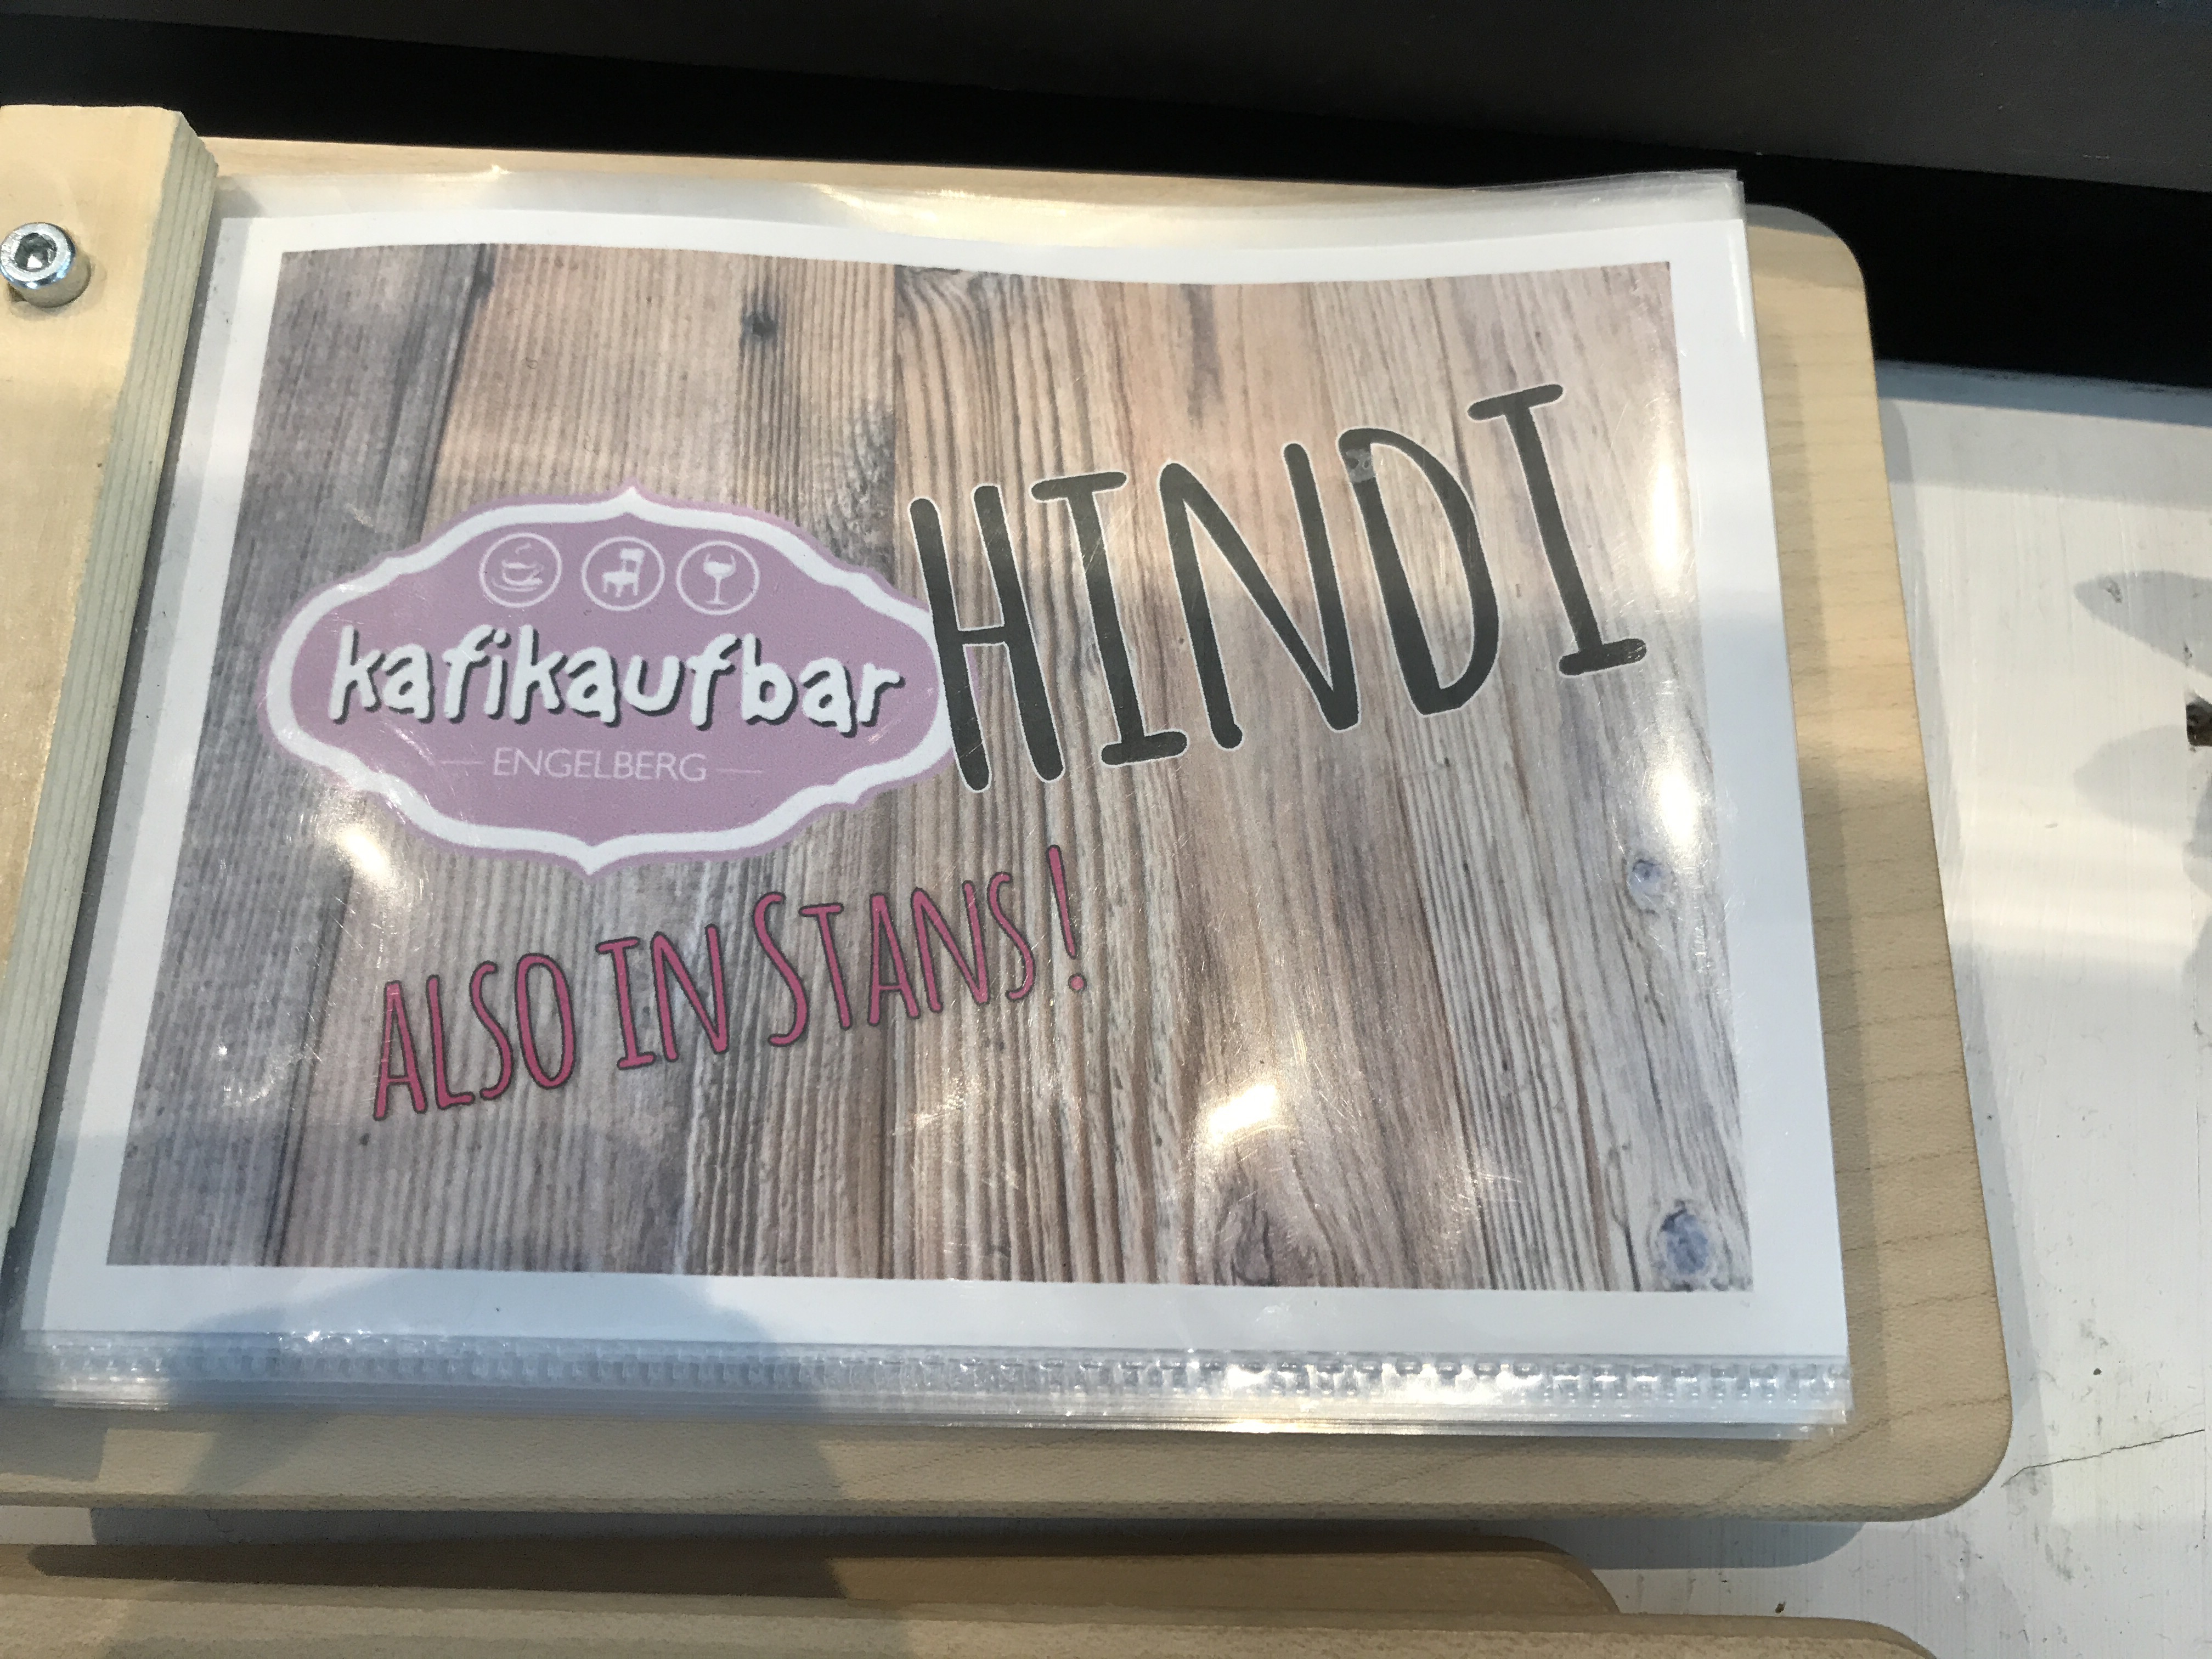 kafikaufbar
ENGELBERG
HINDI
ALSO IN STANS!